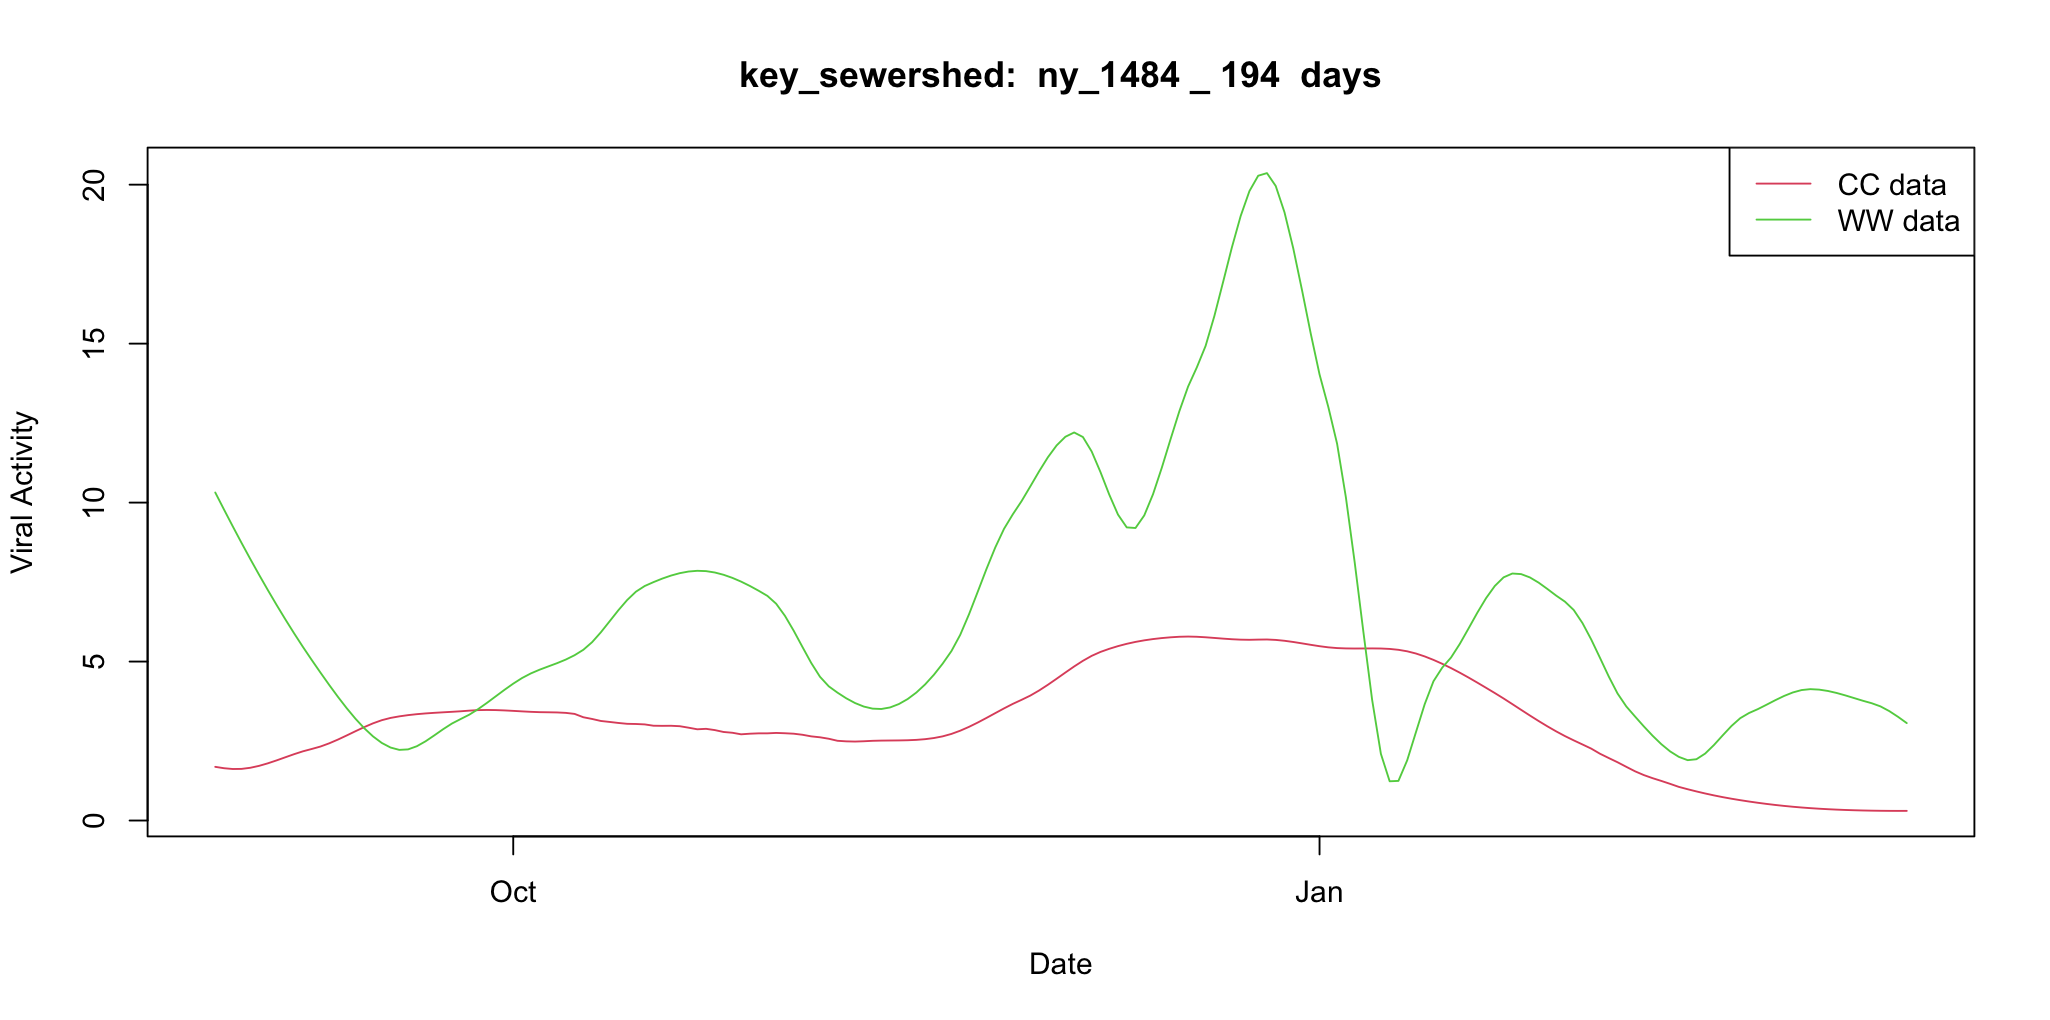 key_sewershed:  ny_1484 _ 194  days
CC data
WW data
Viral Activity
20
15
10
5
0
Oct
Jan
Date